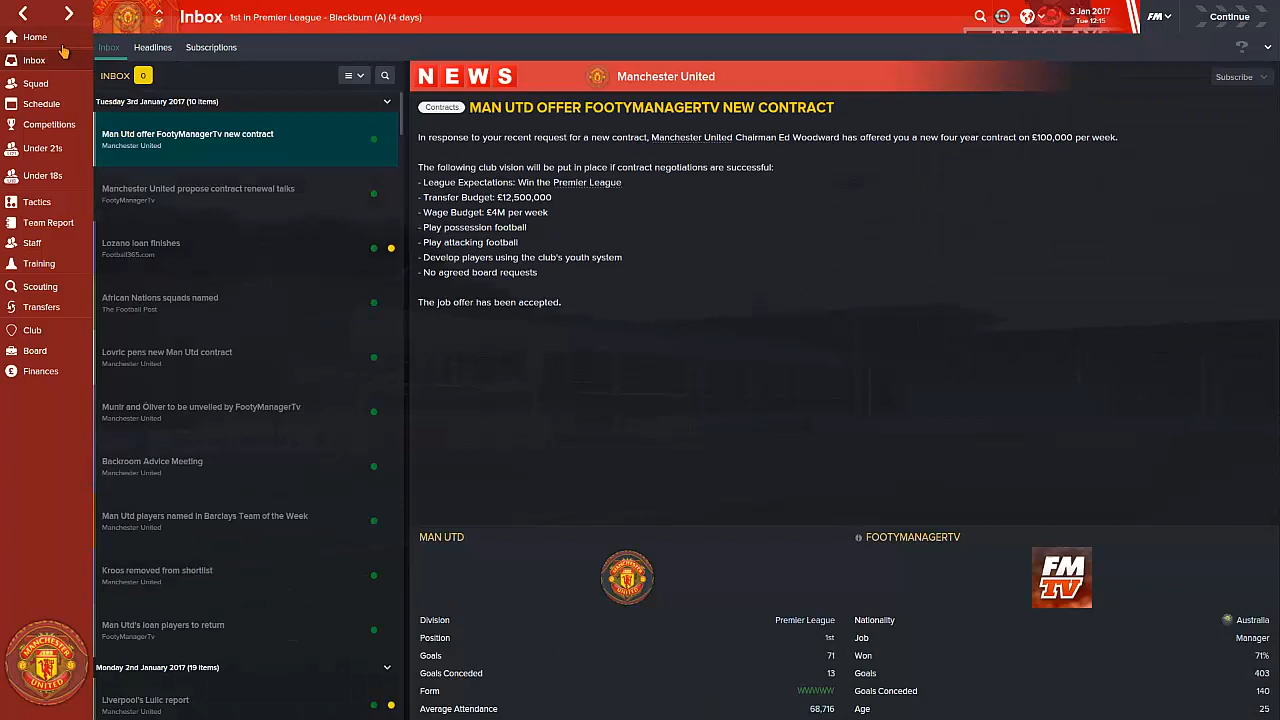 Inbox
1st in Premier League - Blackburn (A) (4 days)
3 Jan 2017
Tue 12:15
FM
Continue
Home
Inbox
Squad
Schedule
Competitions
Under 21s
Under 18s
Tactics
Team Report
Staff
Training
Scouting
Transfers
Club
Board
Finances
MANCHESTER
UNITED
Inbox Headlines Subscriptions
INBOX 0
Tuesday 3rd January 2017 (10 items)
Man Utd offer FootyManagerTv new contract
Manchester United
Manchester United propose contract renewal talks
FootyManagerTv
Lozano loan finishes
Football365.com
African Nations squads named
The Football Post
Lovric pens new Man Utd contract
Manchester United
Munir and Óliver to be unveiled by FootyManagerTv
Manchester United
Backroom Advice Meeting
Manchester United
Man Utd players named in Barclays Team of the Week
Manchester United
Kroos removed from shortlist
Manchester United
Man Utd's loan players to return
FootyManagerTv
Monday 2nd January 2017 (19 items)
Liverpool's Lulic report
Manchester United
NEWS
Manchester United
Subscribe
Contracts MAN UTD OFFER FOOTYMANAGERTV NEW CONTRACT
In response to your recent request for a new contract, Manchester United Chairman Ed Woodward has offered you a new four year contract on £100,000 per week.
The following club vision will be put in place if contract negotiations are successful:
- League Expectations: Win the Premier League
- Transfer Budget: £12,500,000
- Wage Budget: £4M per week
- Play possession football
- Play attacking football
- Develop players using the club's youth system
- No agreed board requests
The job offer has been accepted.
MAN UTD
Division Premier League
Position 1st
Goals 71
Goals Conceded 13
Form WWWWW
Average Attendance 68,716
FOOTYMANAGERTV
FM
TV
Nationality Australia
Job Manager
Won 71%
Goals 403
Goals Conceded 140
Age 25